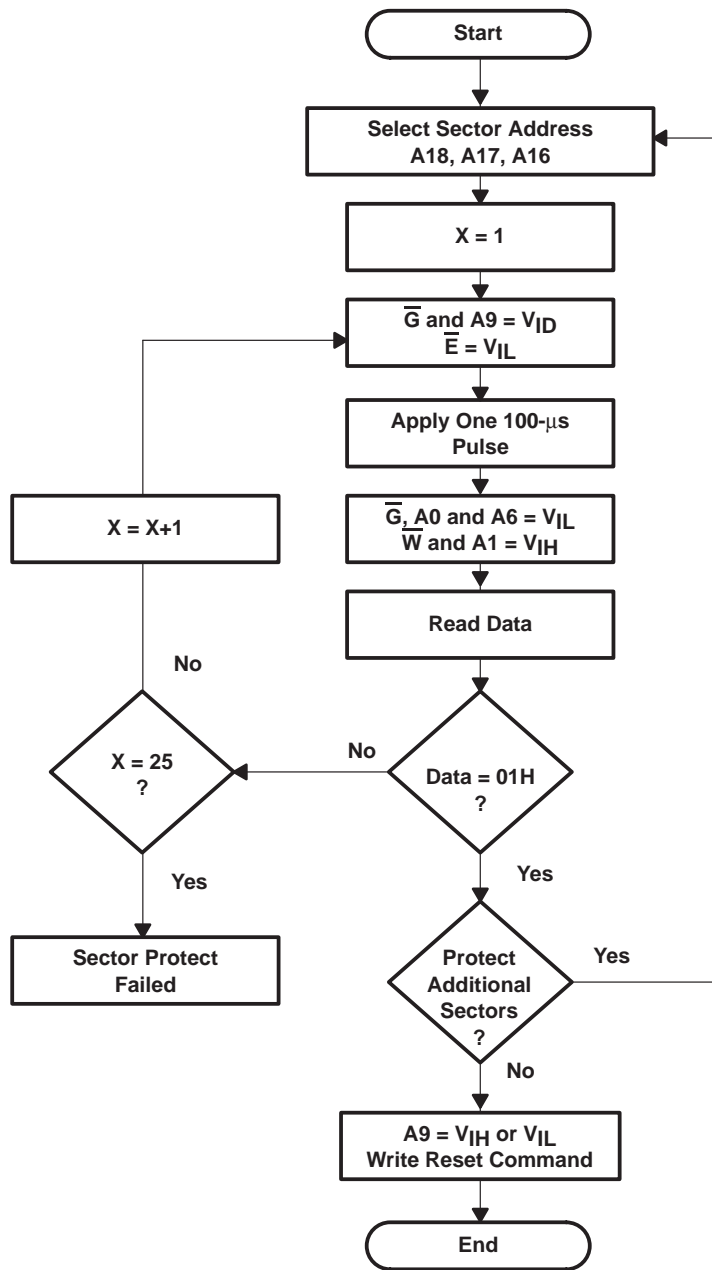 Start
Select Sector Address
A18, A17, A16
X = 1
G̅ and A9 = VID
E̅ = VIL
Apply One 100-μs
Pulse
G̅, A0 and A6 = VIL
W̅ and A1 = VIH
X = X+1
Read Data
No
X = 25
?
No
Data = 01H
?
Yes
Yes
Sector Protect
Failed
Protect
Additional
Sectors
?
Yes
No
A9 = VIH or VIL
Write Reset Command
End